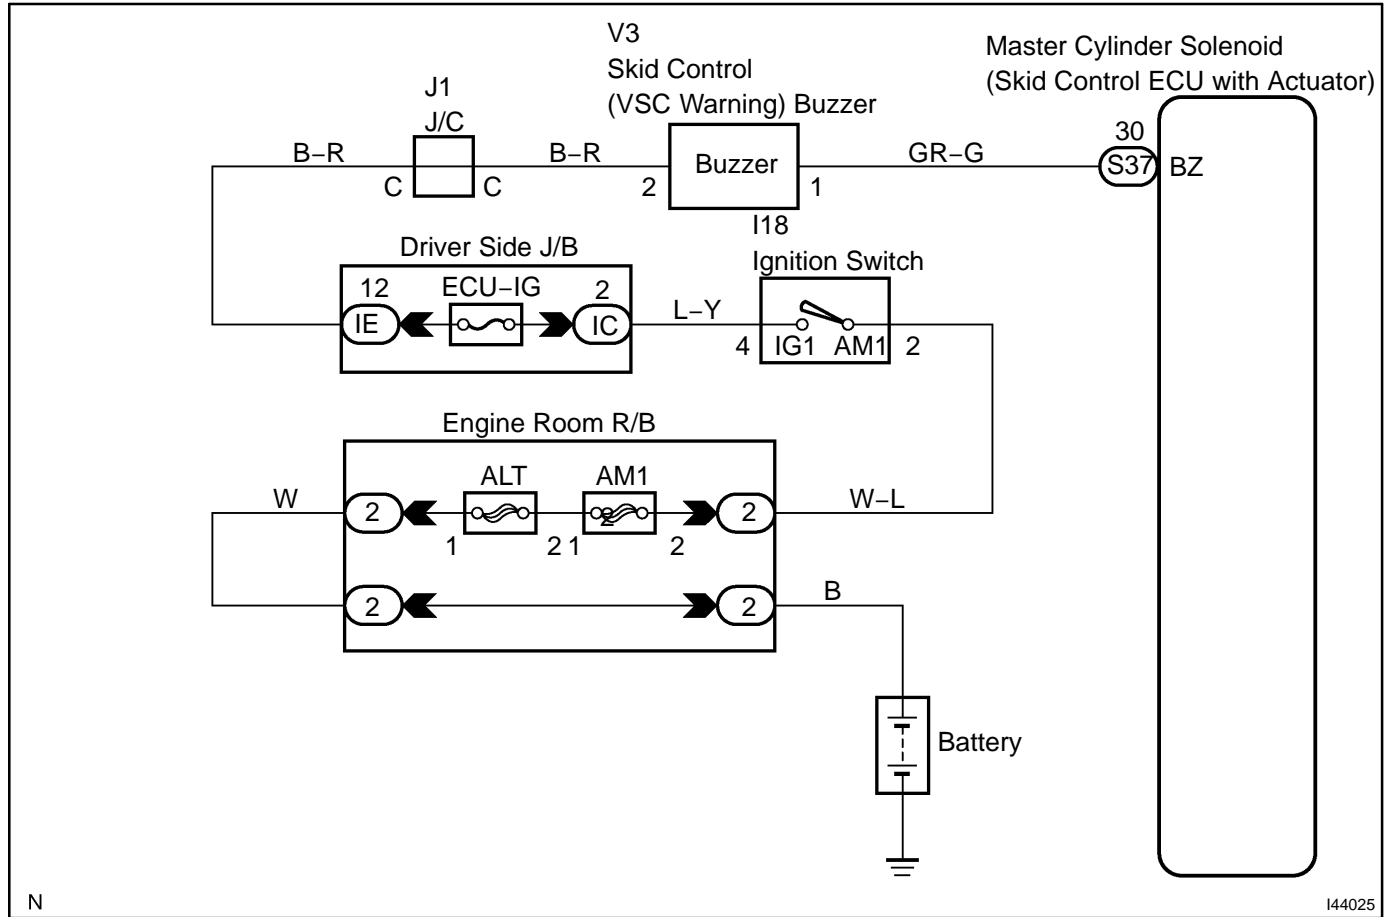 V3
Skid Control
(VSC Warning) Buzzer
Master Cylinder Solenoid
(Skid Control ECU with Actuator)
J1
J/C
B–R
C
C
B–R
2
Buzzer
1
GR–G
30
S37
BZ
I18
Ignition Switch
Driver Side J/B
12
ECU–IG
2
IE
IC
L–Y
4
IG1
AM1
2
Engine Room R/B
ALT
AM1
W
2
1
2
1
2
2
2
W–L
2
2
B
Battery
N
I44025